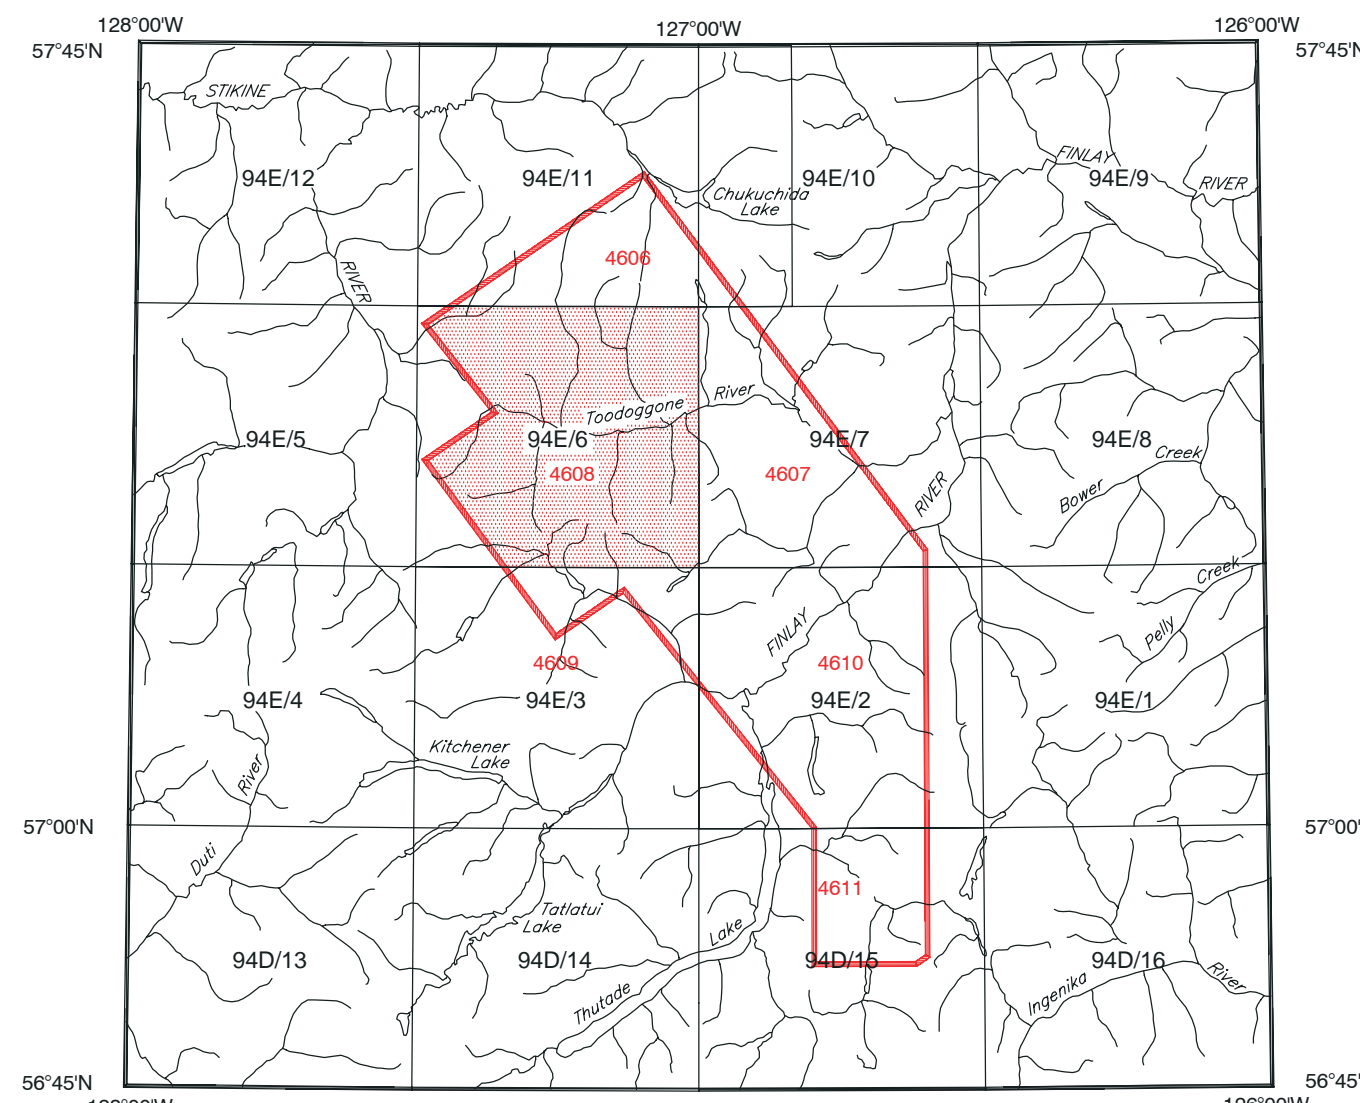 128°00'W
127°00'W
126°00'W
57°45'N
57°45'N
STIKINE
FINLAY
94E/12
94E/11
94E/10
94E/9
RIVER
Chukuchida
Lake
4606
RIVER
River
Toodoggone
94E/5
94E/6
94E/7
94E/8
Creek
4608
4607
RIVER
Bower
Creek
FINLAY
Pelly
4609
4610
94E/4
94E/3
94E/2
94E/1
Kitchener
Lake
River
57°00'N
57°00'N
Duti
4611
Tatlatui
Lake
Lake
94D/13
94D/14
94D/15
94D/16
River
Ingenika
Thutade
56°45'N
56°45'